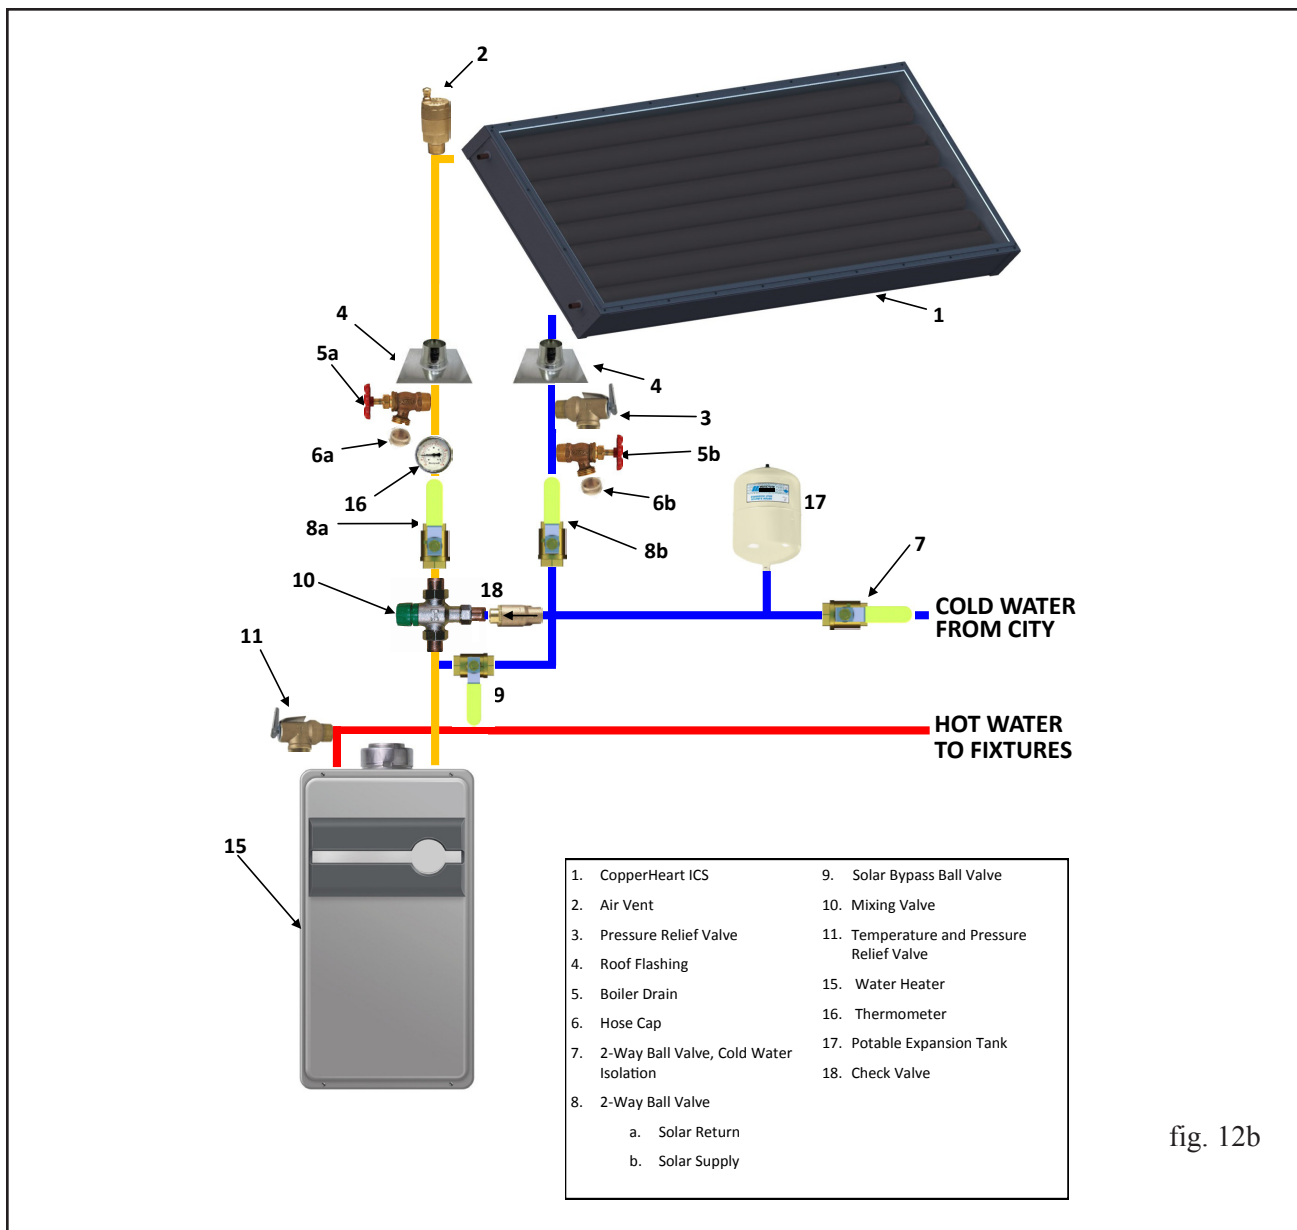 2
1
4
5a
4
3
6a
5b
16
6b
17
8a
8b
7
10
18
COLD WATER
FROM CITY
11
9
HOT WATER
TO FIXTURES
15
1. CopperHeart ICS
2. Air Vent
3. Pressure Relief Valve
4. Roof Flashing
5. Boiler Drain
6. Hose Cap
7. 2-Way Ball Valve, Cold Water
Isolation
8. 2-Way Ball Valve
a. Solar Return
b. Solar Supply
9. Solar Bypass Ball Valve
10. Mixing Valve
11. Temperature and Pressure
Relief Valve
15. Water Heater
16. Thermometer
17. Potable Expansion Tank
18. Check Valve
fig. 12b